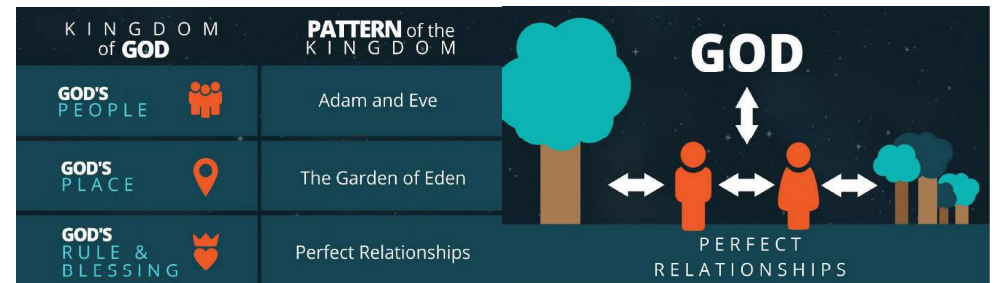 KINGDOM
of GOD
PATTERN of the
KINGDOM
GOD'S
PEOPLE
Adam and Eve
GOD'S
PLACE
The Garden of Eden
GOD'S
RULE &
BLESSING
Perfect Relationships
GOD
PERFECT
RELATIONSHIPS